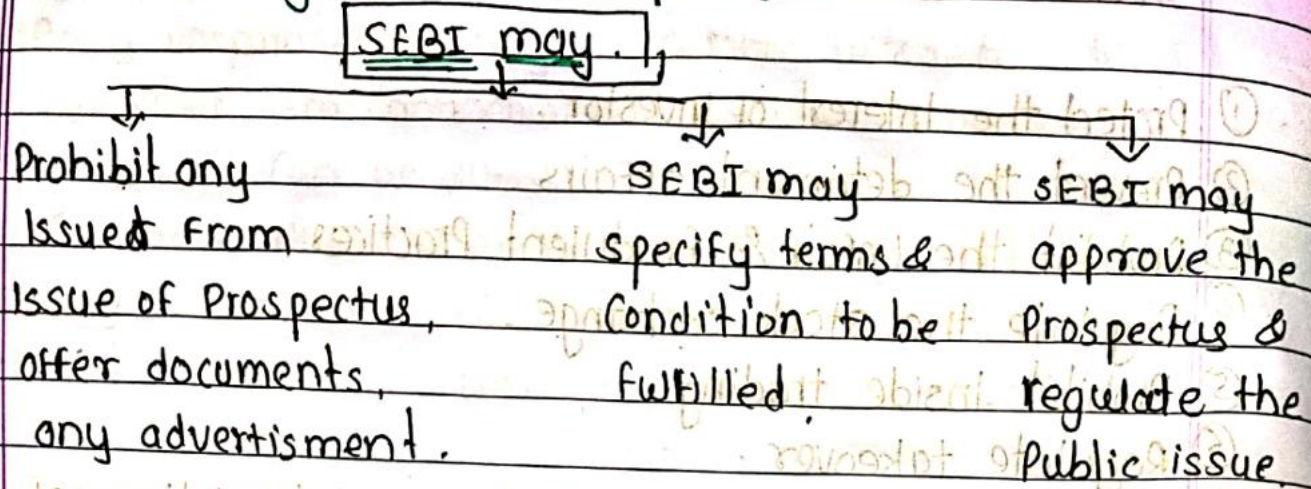 SEBI may.
Prohibit any
Issued from
Issue of Prospectus,
offer documents,
any advertisment.
SEBI may
specify terms &
Condition to be
fulfilled.
SEBI may
approve the
Prospectus &
regulate the
Public issue